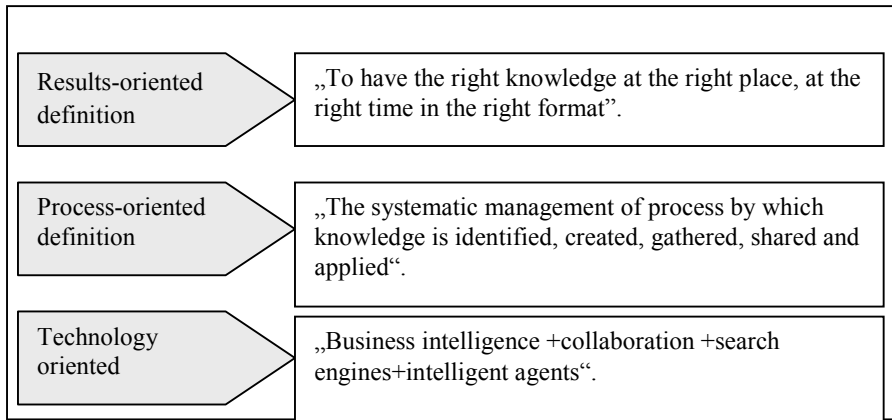 Results-oriented
definition
„To have the right knowledge at the right place, at the
right time in the right format”.
Process-oriented
definition
„The systematic management of process by which
knowledge is identified, created, gathered, shared and
applied“.
Technology
oriented
„Business intelligence +collaboration +search
engines+intelligent agents“.